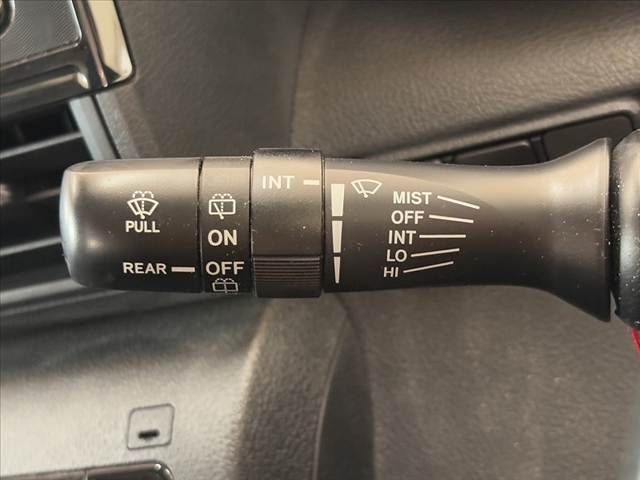 PULL
REAR
ON
OFF
INT
MIST
OFF
INT
LO
HI